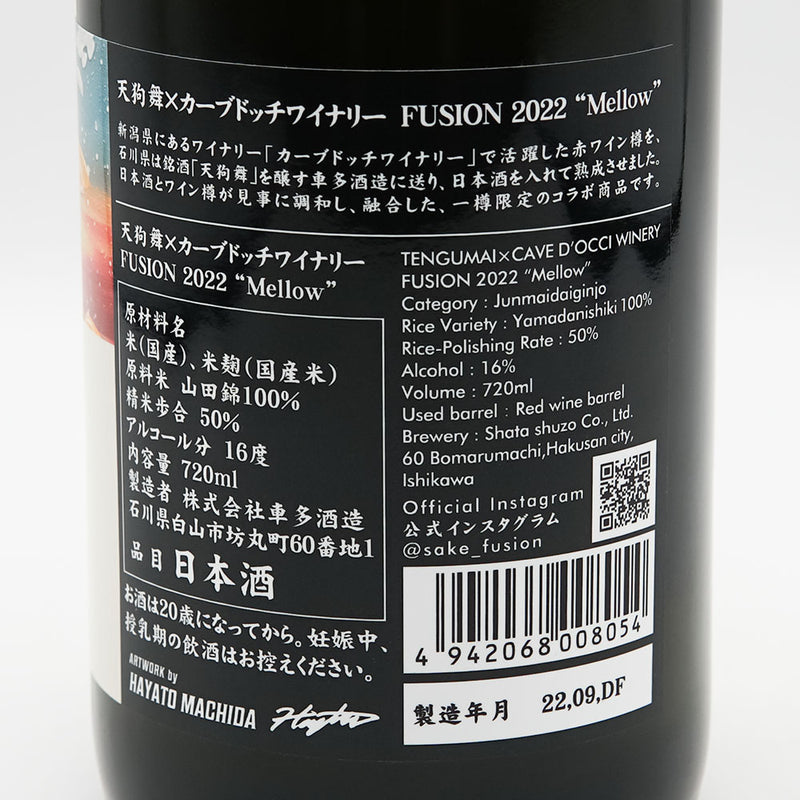 天狗舞×カーブドッチワイナリー FUSION 2022 “Mellow”
新潟県にあるワイナリー「カーブドッチワイナリー」で活躍した赤ワイン樽を、
石川県は銘酒「天狗舞」を醸す車多酒造に送り、日本酒を入れて熟成させました。
日本酒とワイン樽が見事に調和し、融合した、一樽限定のコラボ商品です。
天狗舞×カーブドッチワイナリー
FUSION 2022 “Mellow”
原材料名
米(国産)、米麹(国産米)
原料米 山田錦100%
精米歩合 50%
アルコール分 16度
内容量 720ml
製造者 株式会社車多酒造
石川県白山市坊丸町60番地1
品目 日本酒
お酒は20歳になってから。妊娠中、
授乳期の飲酒はお控えください。
ARTWORK by
HAYATO MACHIDA
TENGUMAI×CAVE D’OCCI WINERY
FUSION 2022 “Mellow”
Category : Junmaidaiginjo
Rice Variety : Yamadanishiki 100%
Rice-Polishing Rate : 50%
Alcohol : 16%
Volume : 720ml
Used barrel : Red wine barrel
Brewery : Shata shuzo Co., Ltd.
60 Bomarumachi,Hakusan city,
Ishikawa
Official Instagram
公式インスタグラム
@sake_fusion
4 942068 008054
製造年月 22,09,DF